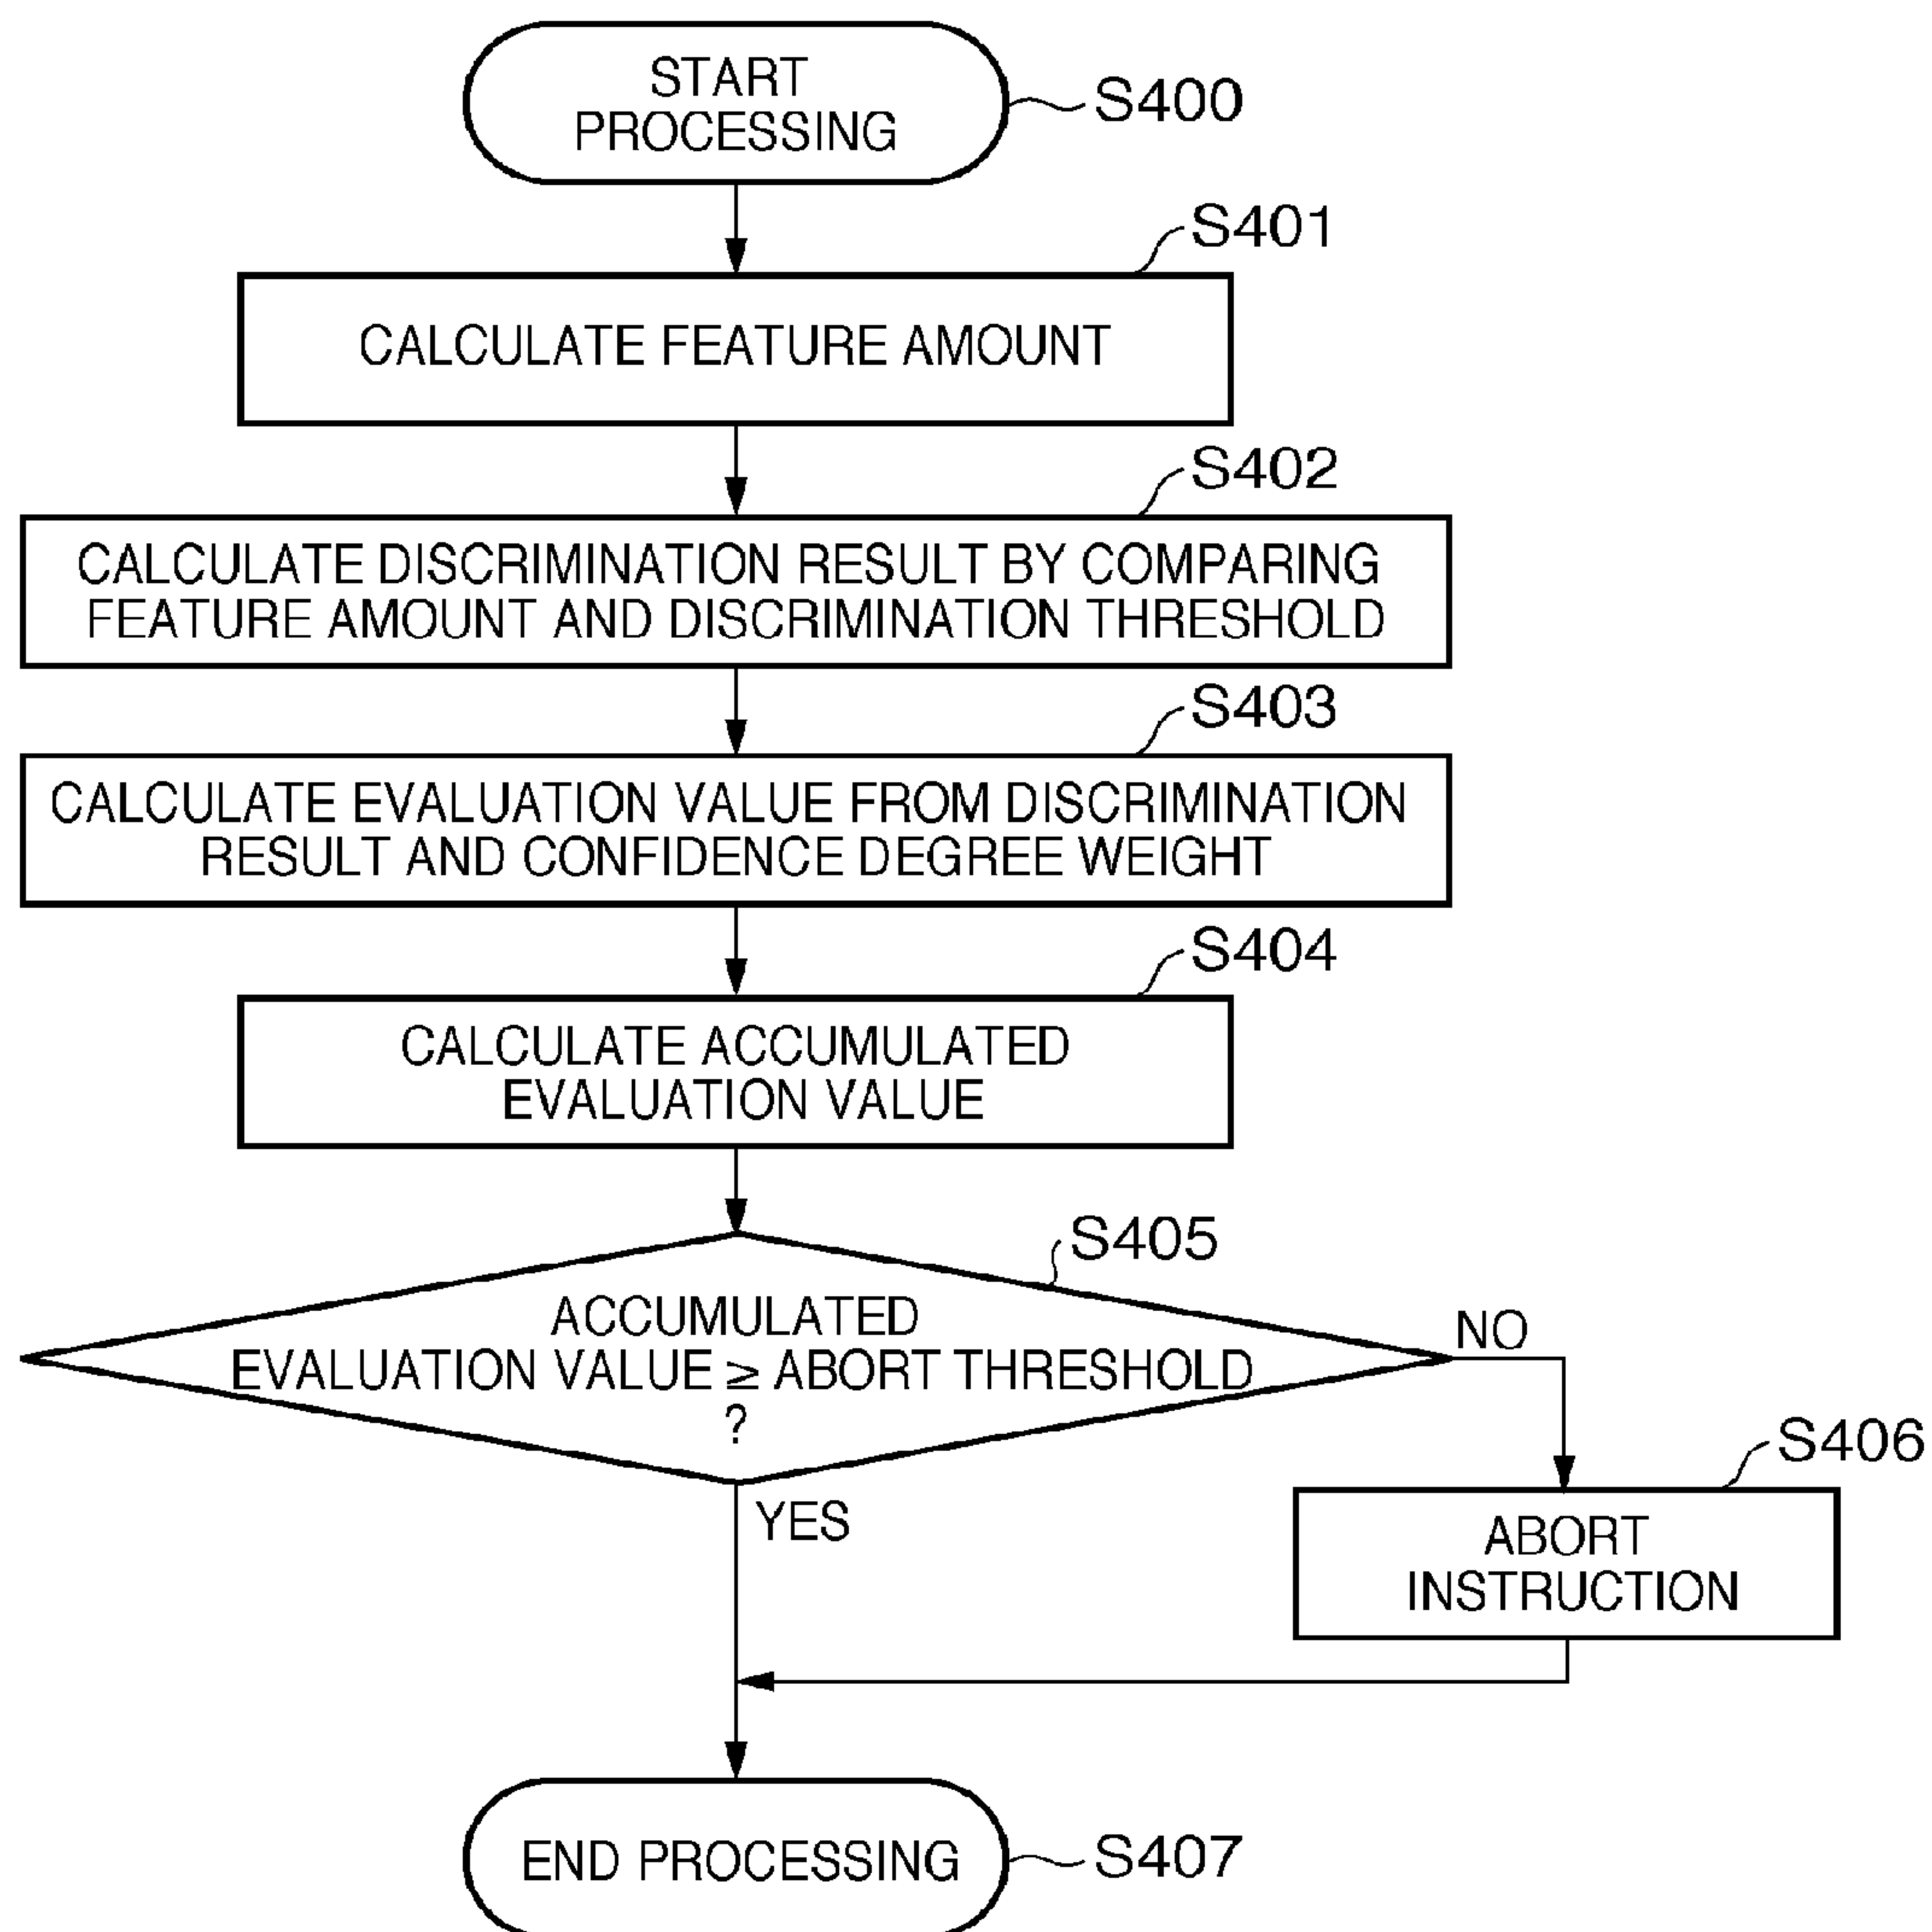 START
PROCESSING
S400
S401
CALCULATE FEATURE AMOUNT
S402
CALCULATE DISCRIMINATION RESULT BY COMPARING
FEATURE AMOUNT AND DISCRIMINATION THRESHOLD
S403
CALCULATE EVALUATION VALUE FROM DISCRIMINATION
RESULT AND CONFIDENCE DEGREE WEIGHT
S404
CALCULATE ACCUMULATED
EVALUATION VALUE
S405
ACCUMULATED
EVALUATION VALUE ≥ ABORT THRESHOLD
?
NO
YES
S406
ABORT
INSTRUCTION
END PROCESSING
S407